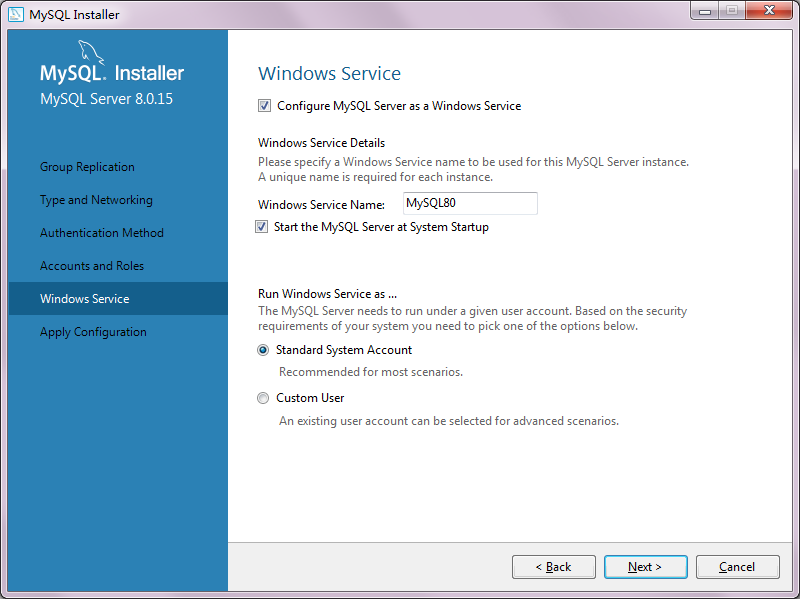 MySQL Installer
MySQL. Installer
MySQL Server 8.0.15
Group Replication
Type and Networking
Authentication Method
Accounts and Roles
Windows Service
Apply Configuration
Windows Service
Configure MySQL Server as a Windows Service
Windows Service Details
Please specify a Windows Service name to be used for this MySQL Server instance.
A unique name is required for each instance.
Windows Service Name: MySQL80
Start the MySQL Server at System Startup
Run Windows Service as ...
The MySQL Server needs to run under a given user account. Based on the security
requirements of your system you need to pick one of the options below.
Standard System Account
Recommended for most scenarios.
Custom User
An existing user account can be selected for advanced scenarios.
< Back Next > Cancel